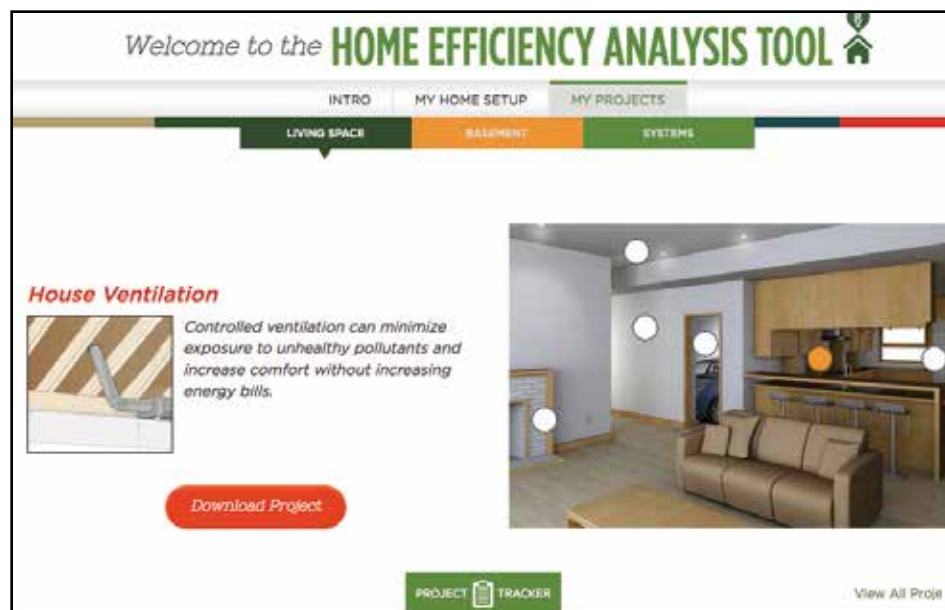 Welcome to the HOME EFFICIENCY ANALYSIS TOOL
INTRO MY HOME SETUP MY PROJECTS
LIVING SPACE BASEMENT SYSTEMS
House Ventilation
Controlled ventilation can minimize
exposure to unhealthy pollutants and
increase comfort without increasing
energy bills.
Download Project
PROJECT TRACKER
View All Proje